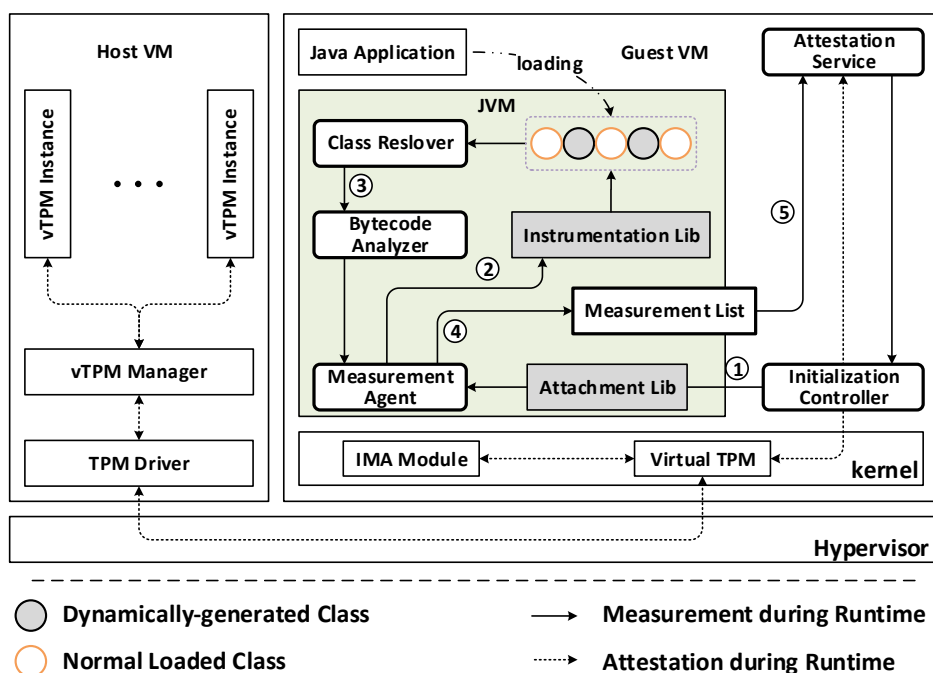 Host VM
vTPM Instance
. . .
vTPM Instance
vTPM Manager
TPM Driver
Java Application
loading
Guest VM
Attestation
Service
JVM
Class Reslover
③
Bytecode
Analyzer
Instrumentation Lib
②
⑤
④
Measurement List
Measurement
Agent
Attachment Lib
①
Initialization
Controller
IMA Module
Virtual TPM
kernel
Hypervisor
Dynamically-generated Class
Measurement during Runtime
Normal Loaded Class
Attestation during Runtime